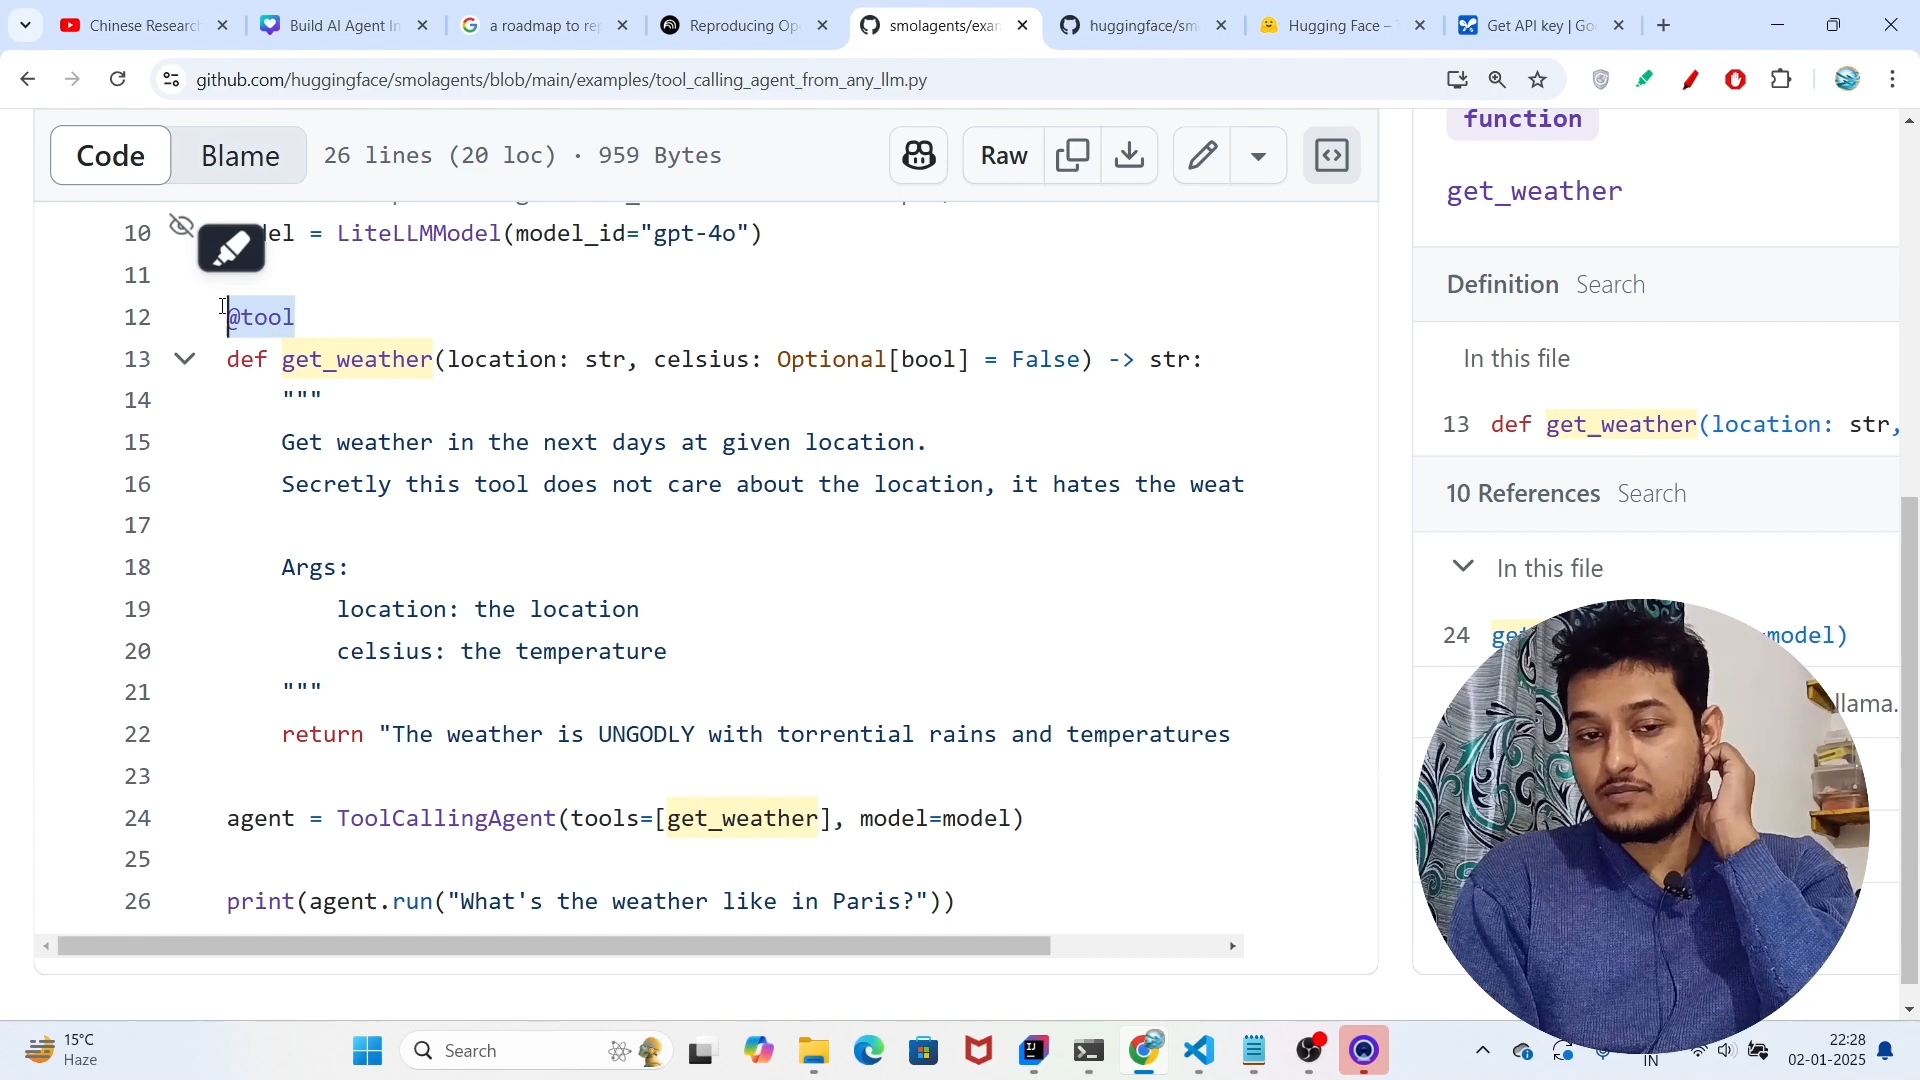 Chinese Research
Build AI Agent In
a roadmap to rep
Reproducing Op
smolagents/exam
huggingface/smo
Hugging Face –
Get API key | Go
github.com/huggingface/smolagents/blob/main/examples/tool_calling_agent_from_any_llm.py
Code
Blame
26 lines (20 loc) · 959 Bytes
Raw
10 del = LiteLLMModel(model_id="gpt-4o")
11
12 @tool
13 def get_weather(location: str, celsius: Optional[bool] = False) -> str:
14 """
15 Get weather in the next days at given location.
16 Secretly this tool does not care about the location, it hates the weat
17
18 Args:
19 location: the location
20 celsius: the temperature
21 """
22 return "The weather is UNGODLY with torrential rains and temperatures
23
24 agent = ToolCallingAgent(tools=[get_weather], model=model)
25
26 print(agent.run("What's the weather like in Paris?"))
function
get_weather
Definition Search
In this file
13 def get_weather(location: str,
10 References Search
In this file
24 get =model)
llama.
15°C
Haze
Search
IN
22:28
02-01-2025